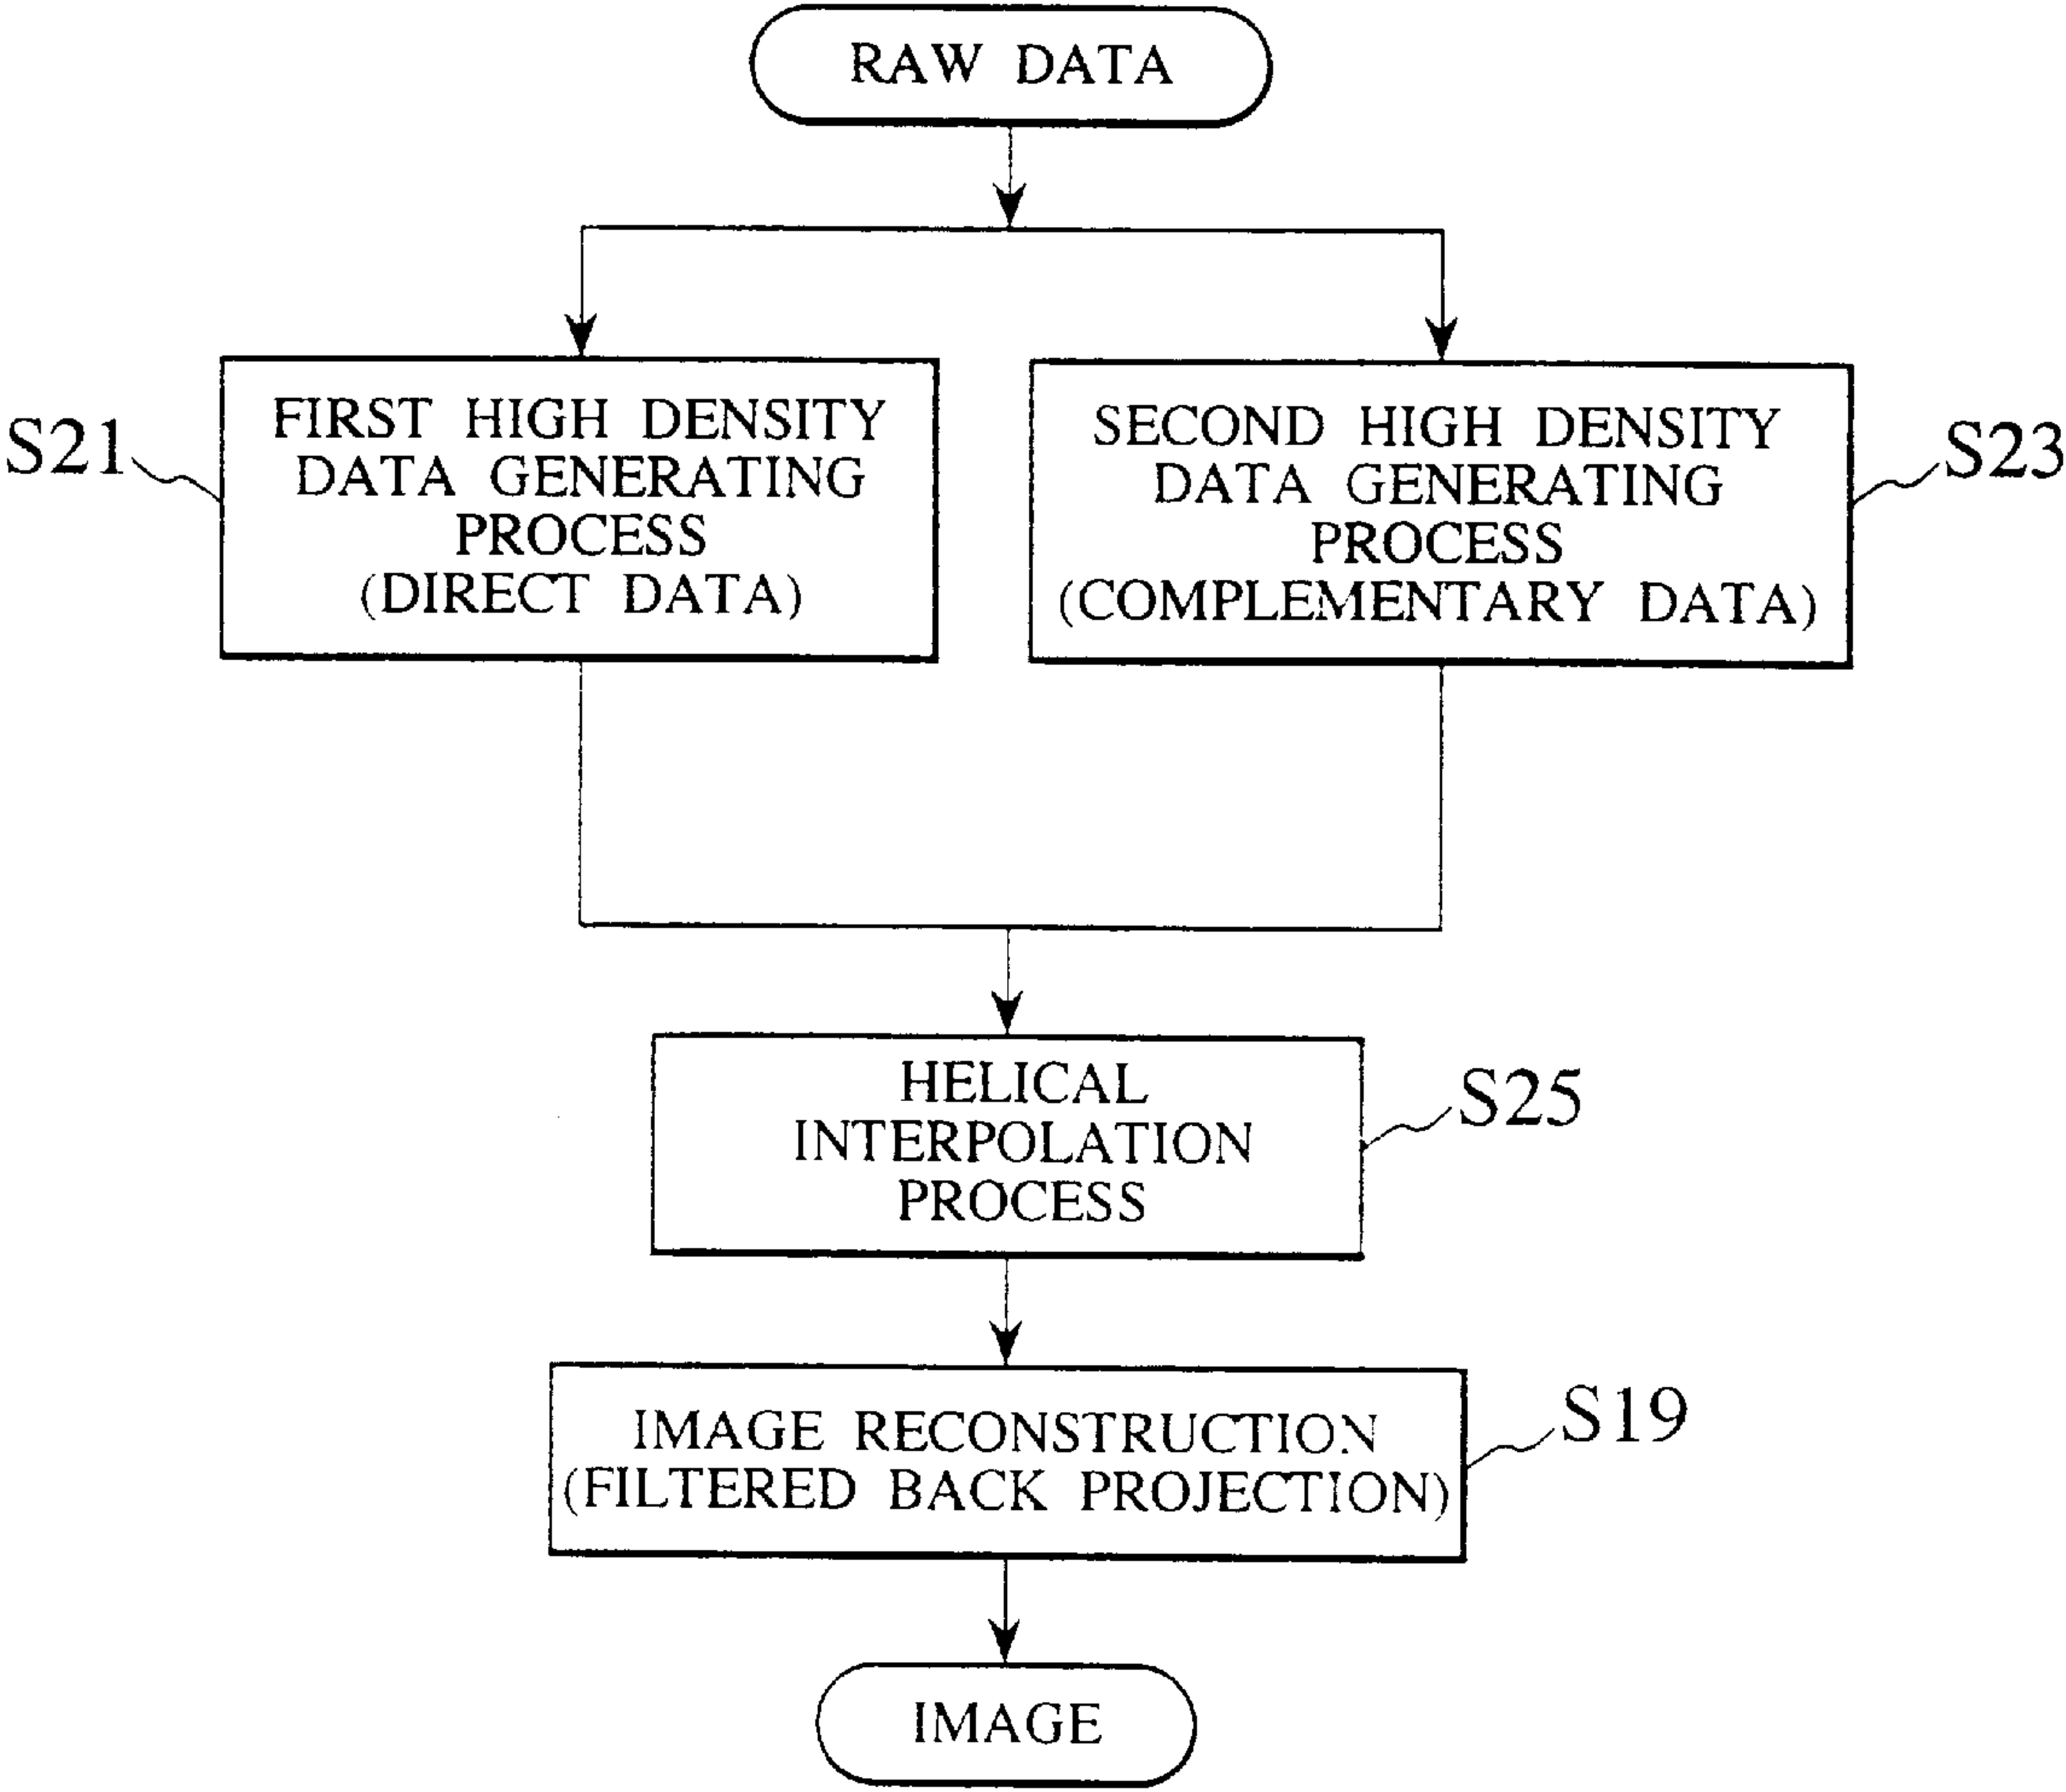 RAW DATA
S21
FIRST HIGH DENSITY
DATA GENERATING
PROCESS
(DIRECT DATA)
SECOND HIGH DENSITY
DATA GENERATING
PROCESS
(COMPLEMENTARY DATA)
S23
HELICAL
INTERPOLATION
PROCESS
S25
IMAGE RECONSTRUCTION
(FILTERED BACK PROJECTION)
S19
IMAGE